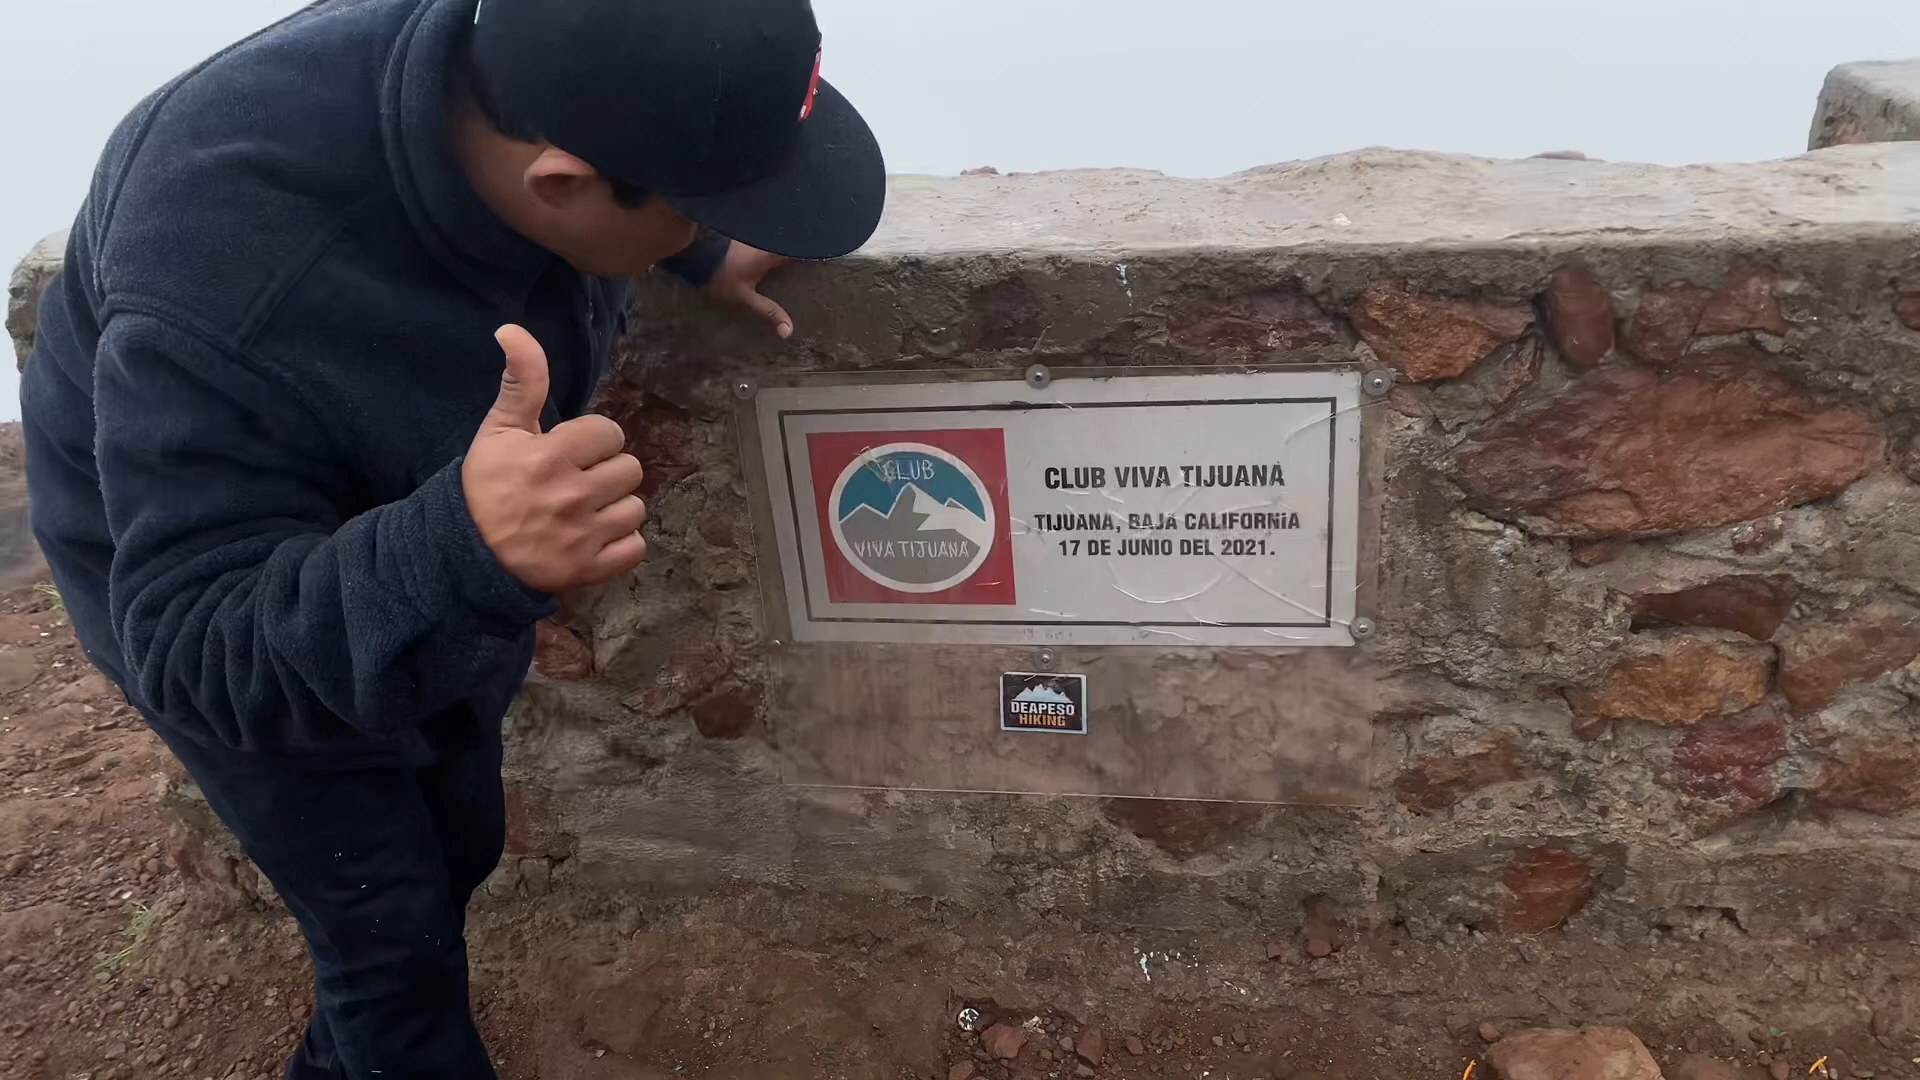 CLUB
VIVA TIJUANA
CLUB VIVA TIJUANA
TIJUANA, BAJA CALIFORNIA
17 DE JUNIO DEL 2021.
DEAPESO
HIKING